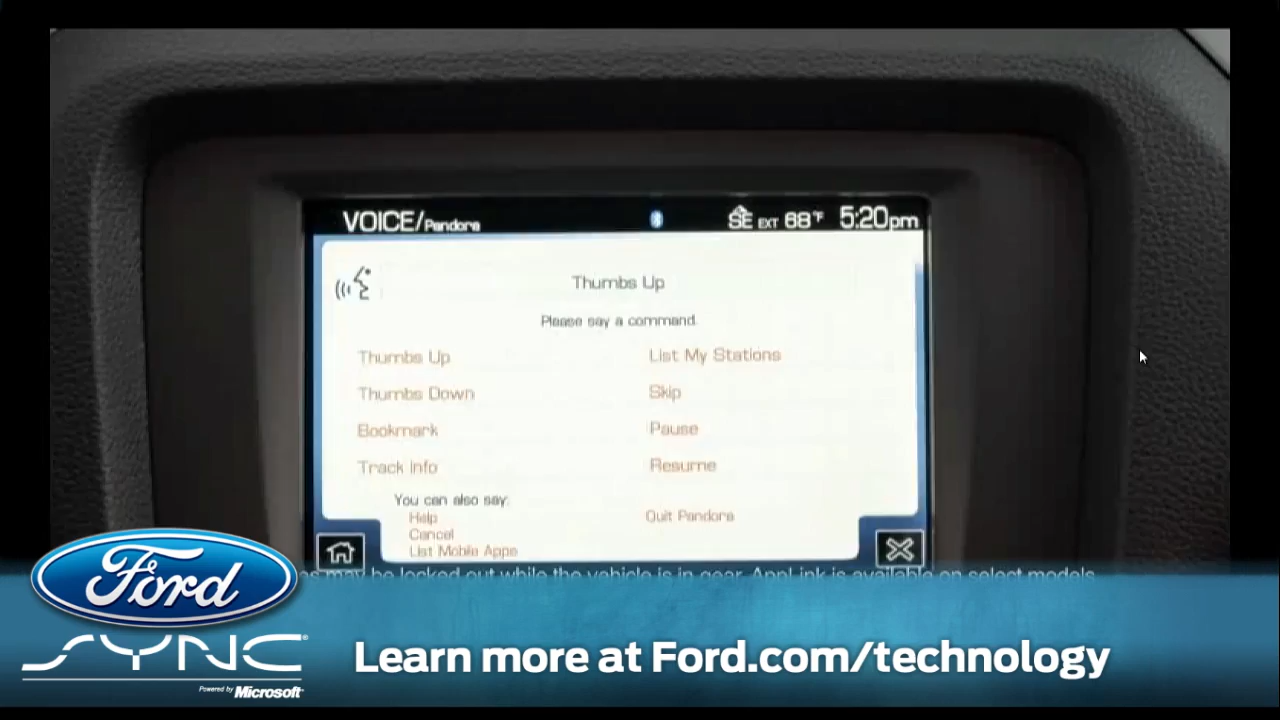 VOICE/Pandora
SE EXT 68°F 5:20pm
Thumbs Up
Please say a command.
Thumbs Up
List My Stations
Thumbs Down
Skip
Bookmark
Pause
Track Info
Resume
You can also say:
Help
Quit Pandora
Cancel
List Mobile Apps
may be locked out while the vehicle is in gear. AppLink is available on select models.
Ford
SYNC®
Powered by Microsoft®
Learn more at Ford.com/technology